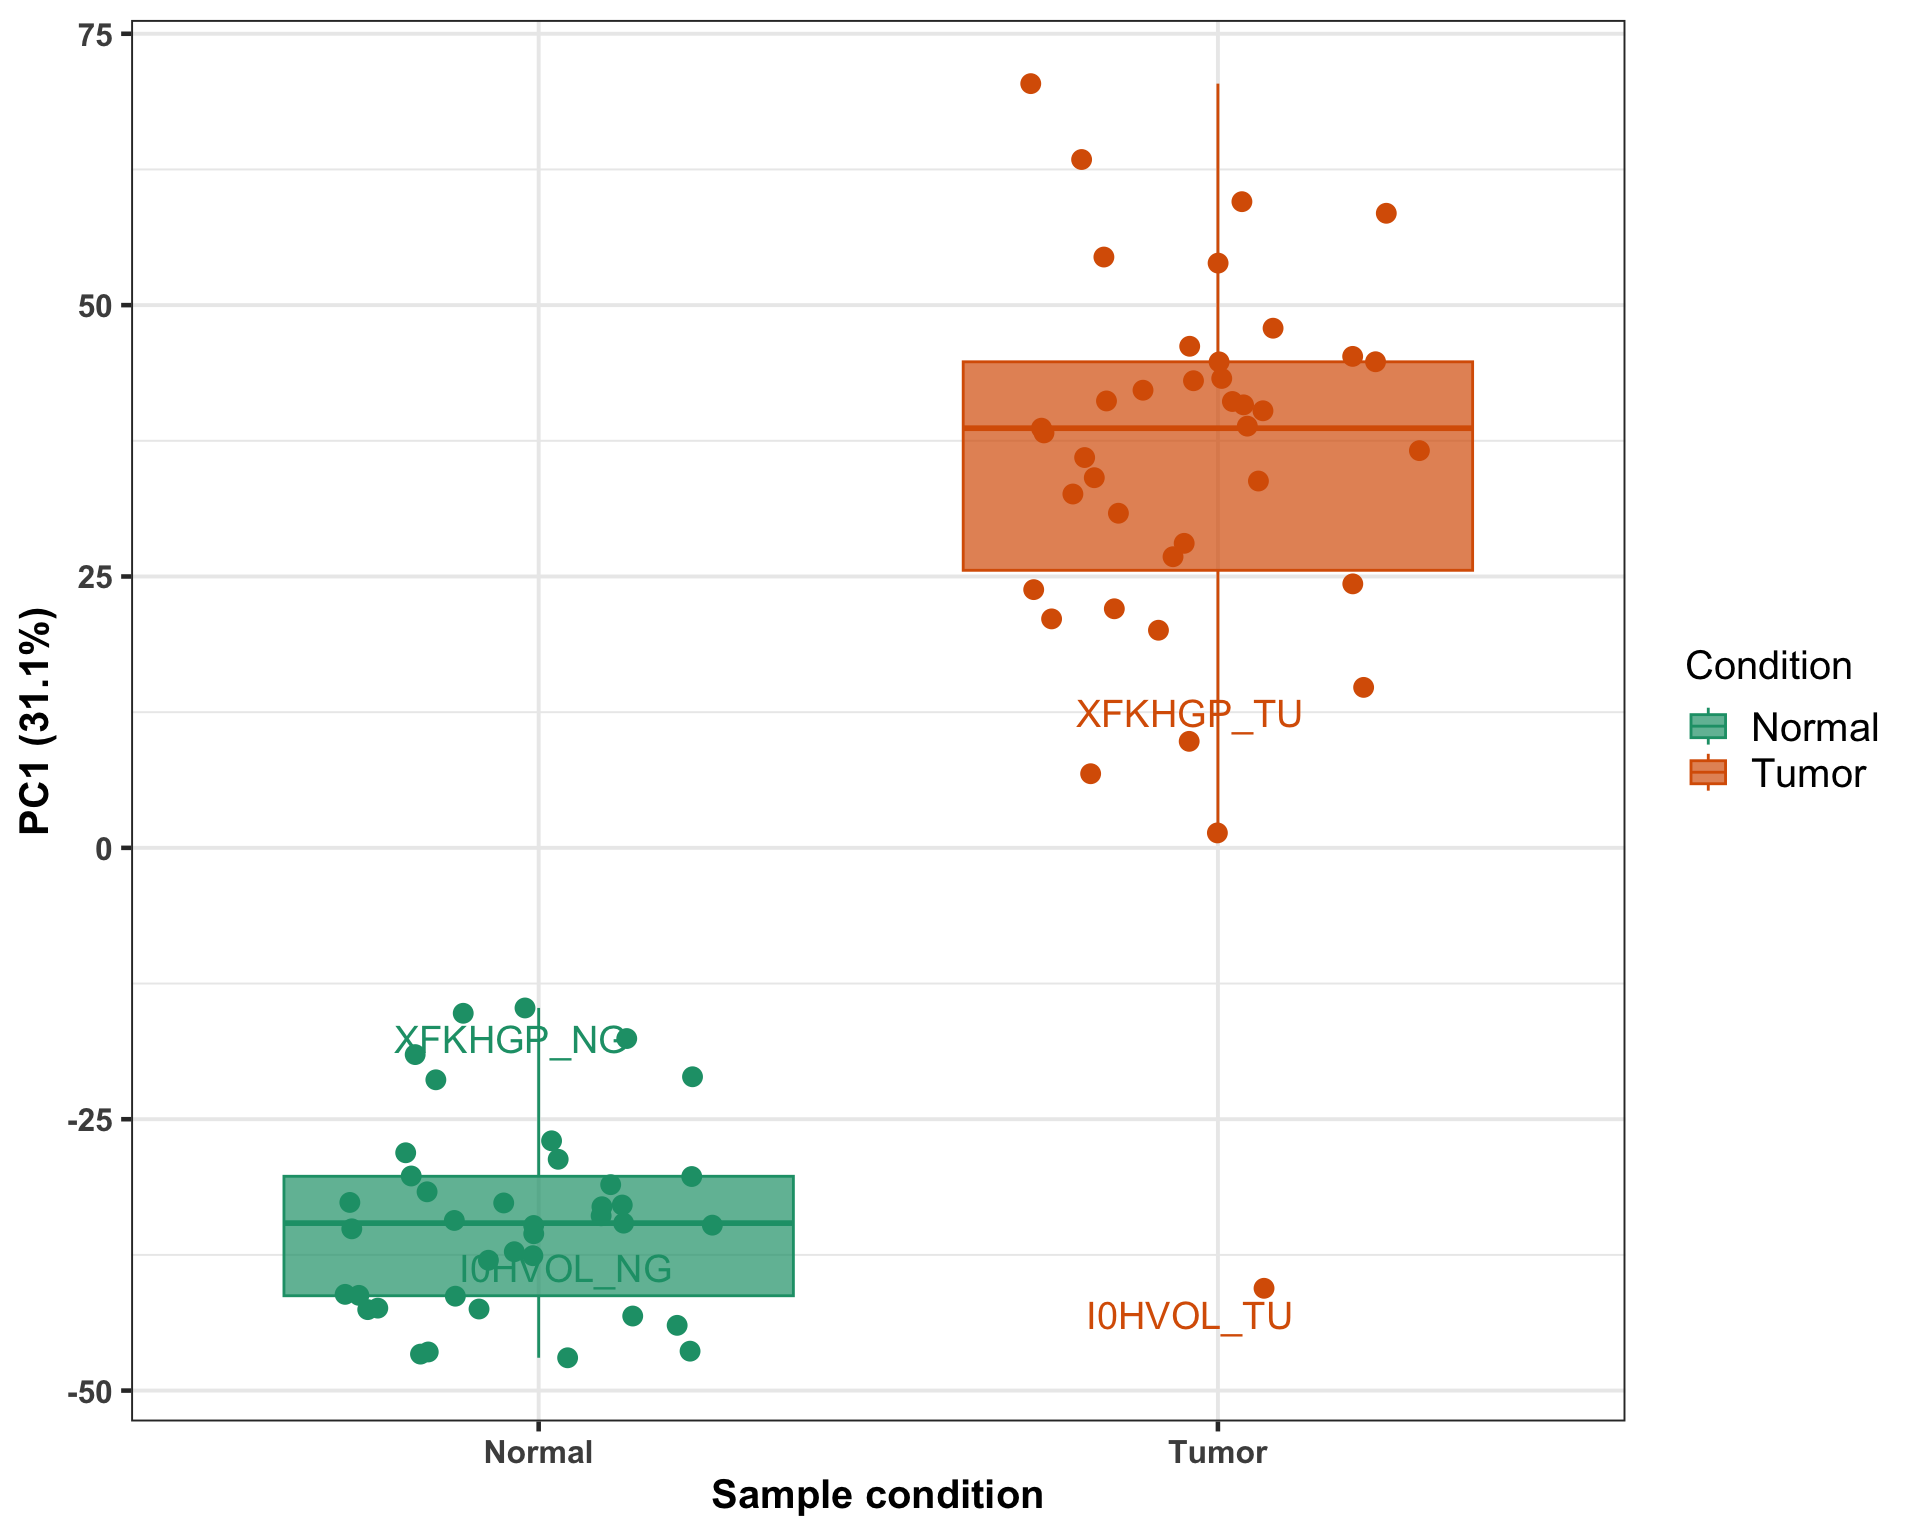 75
50
25
0
-25
-50
PC1 (31.1%)
XFKHGP_TU
XFKHGP_NG
I0HVOL_NG
I0HVOL_TU
Normal
Tumor
Sample condition
Condition
Normal
Tumor